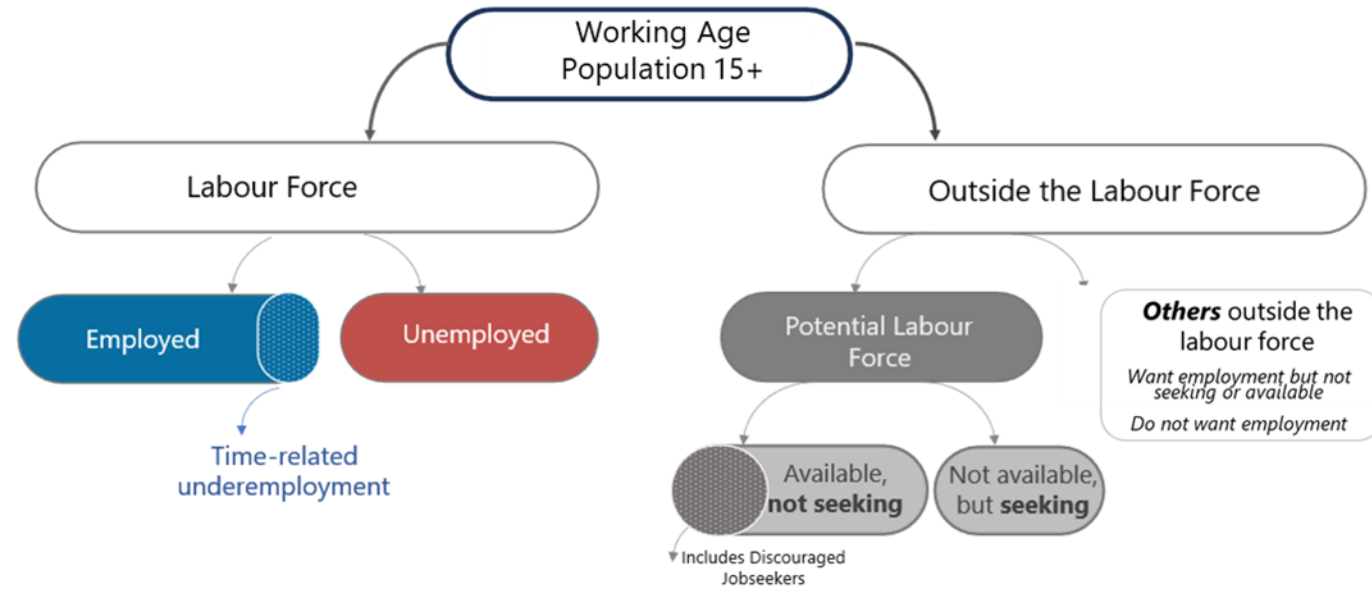 Working Age
Population 15+
Labour Force
Outside the Labour Force
Employed
Unemployed
Potential Labour
Force
Others outside the
labour force
Want employment but not
seeking or available
Do not want employment
Time-related
underemployment
Available,
not seeking
Not available,
but seeking
Includes Discouraged
Jobseekers